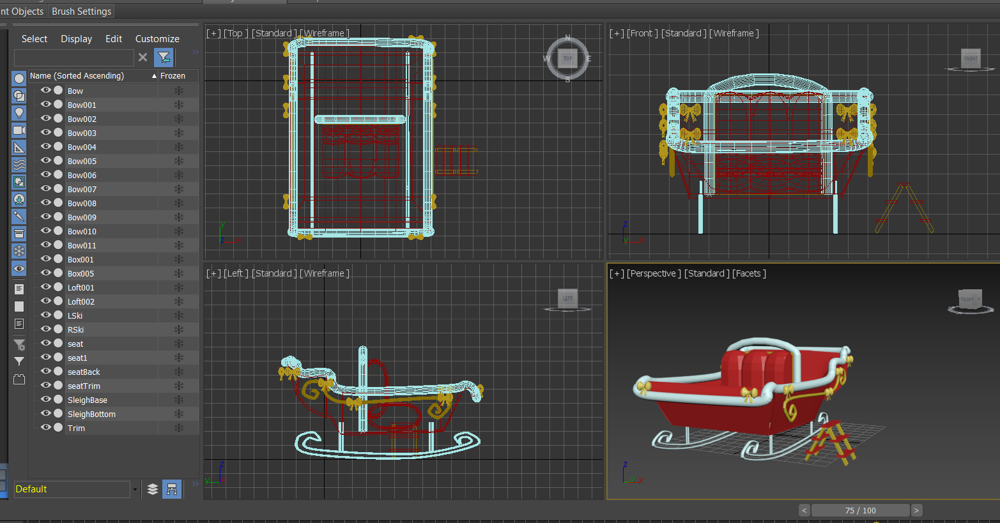 nt Objects Brush Settings
Select Display Edit Customize
Name (Sorted Ascending) Frozen
Bow
Bow001
Bow002
Bow003
Bow004
Bow005
Bow006
Bow007
Bow008
Bow009
Bow010
Bow011
Box001
Box005
Loft001
Loft002
LSki
RSki
seat
seat1
seatBack
seatTrim
SleighBase
SleighBottom
Trim
Default
[+] [Top ] [Standard ] [Wireframe ]
N
W TOP E
S
y
z x
[+] [Front ] [Standard ] [Wireframe ]
FRONT
z
y x
[+] [Left ] [Standard ] [Wireframe ]
LEFT
z
y x
[+] [Perspective ] [Standard ] [Facets ]
FRONT
z
y x
< 75 / 100 >